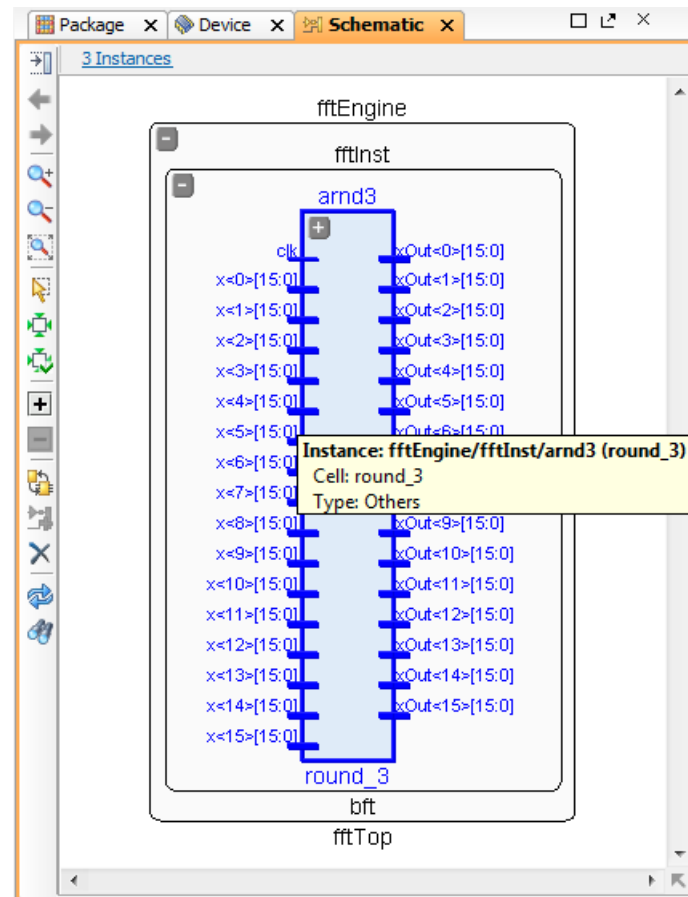 Package
Device
Schematic
3 Instances
fftEngine
fftInst
arnd3
clk xOut<0>[15:0]
x<0>[15:0] xOut<1>[15:0]
x<1>[15:0] xOut<2>[15:0]
x<2>[15:0] xOut<3>[15:0]
x<3>[15:0] xOut<4>[15:0]
x<4>[15:0] xOut<5>[15:0]
x<5>[15:0] xOut<6>[15:0]
Instance: fftEngine/fftInst/arnd3 (round_3)
x<6>[15:0] Cell: round_3
x<7>[15:0] Type: Others
x<8>[15:0] xOut<9>[15:0]
x<9>[15:0] xOut<10>[15:0]
x<10>[15:0] xOut<11>[15:0]
x<11>[15:0] xOut<12>[15:0]
x<12>[15:0] xOut<13>[15:0]
x<13>[15:0] xOut<14>[15:0]
x<14>[15:0] xOut<15>[15:0]
x<15>[15:0]
round_3
bft
fftTop